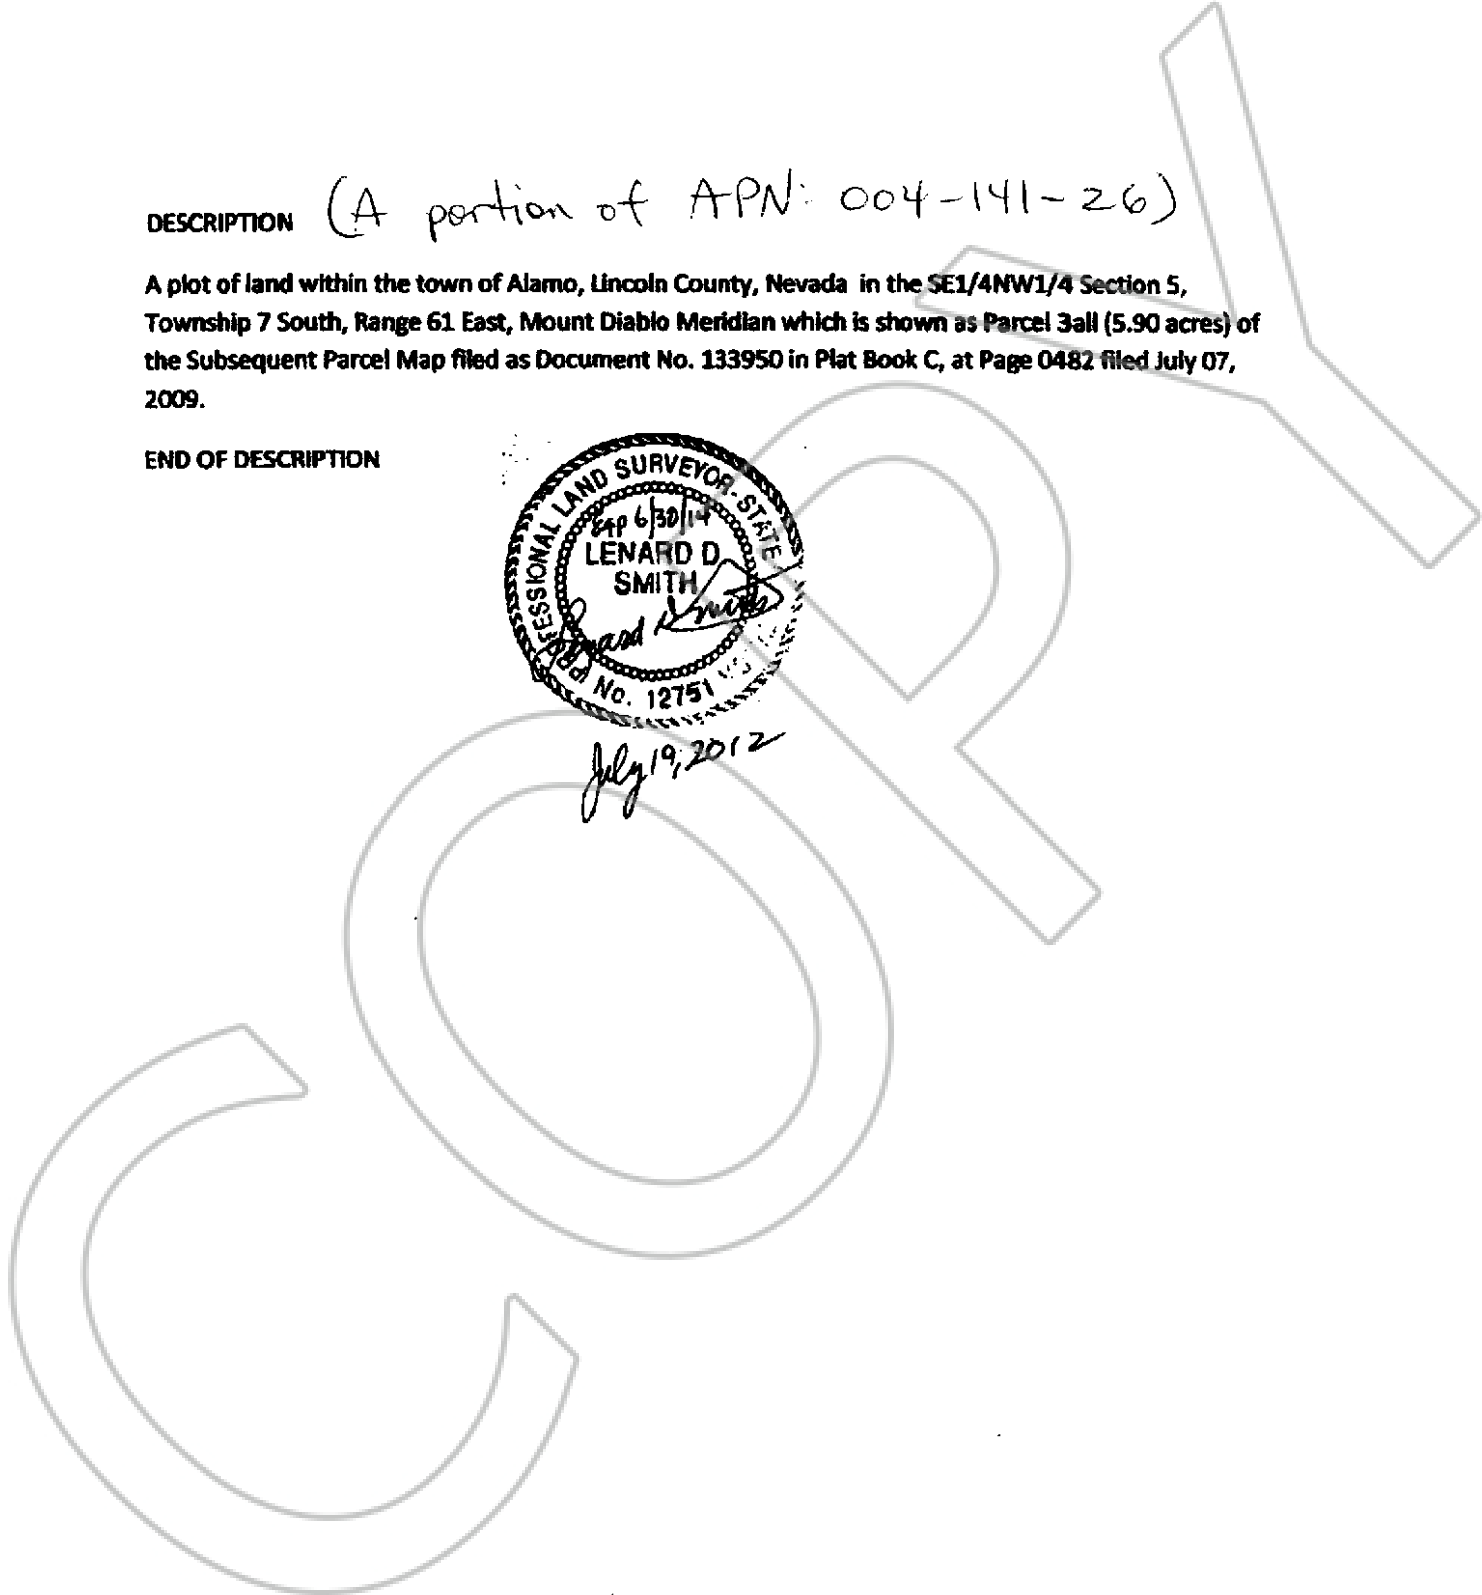 DESCRIPTION (A portion of APN: 004-141-26)
A plot of land within the town of Alamo, Lincoln County, Nevada in the SE1/4NW1/4 Section 5,
Township 7 South, Range 61 East, Mount Diablo Meridian which is shown as Parcel 3all (5.90 acres) of
the Subsequent Parcel Map filed as Document No. 133950 in Plat Book C, at Page 0482 filed July 07,
2009.
END OF DESCRIPTION
PROFESSIONAL LAND SURVEYOR-STATE
Exp 6/30/14
LENARD D.
SMITH
Lenard D Smith
No. 12751
July 19, 2012
COPY